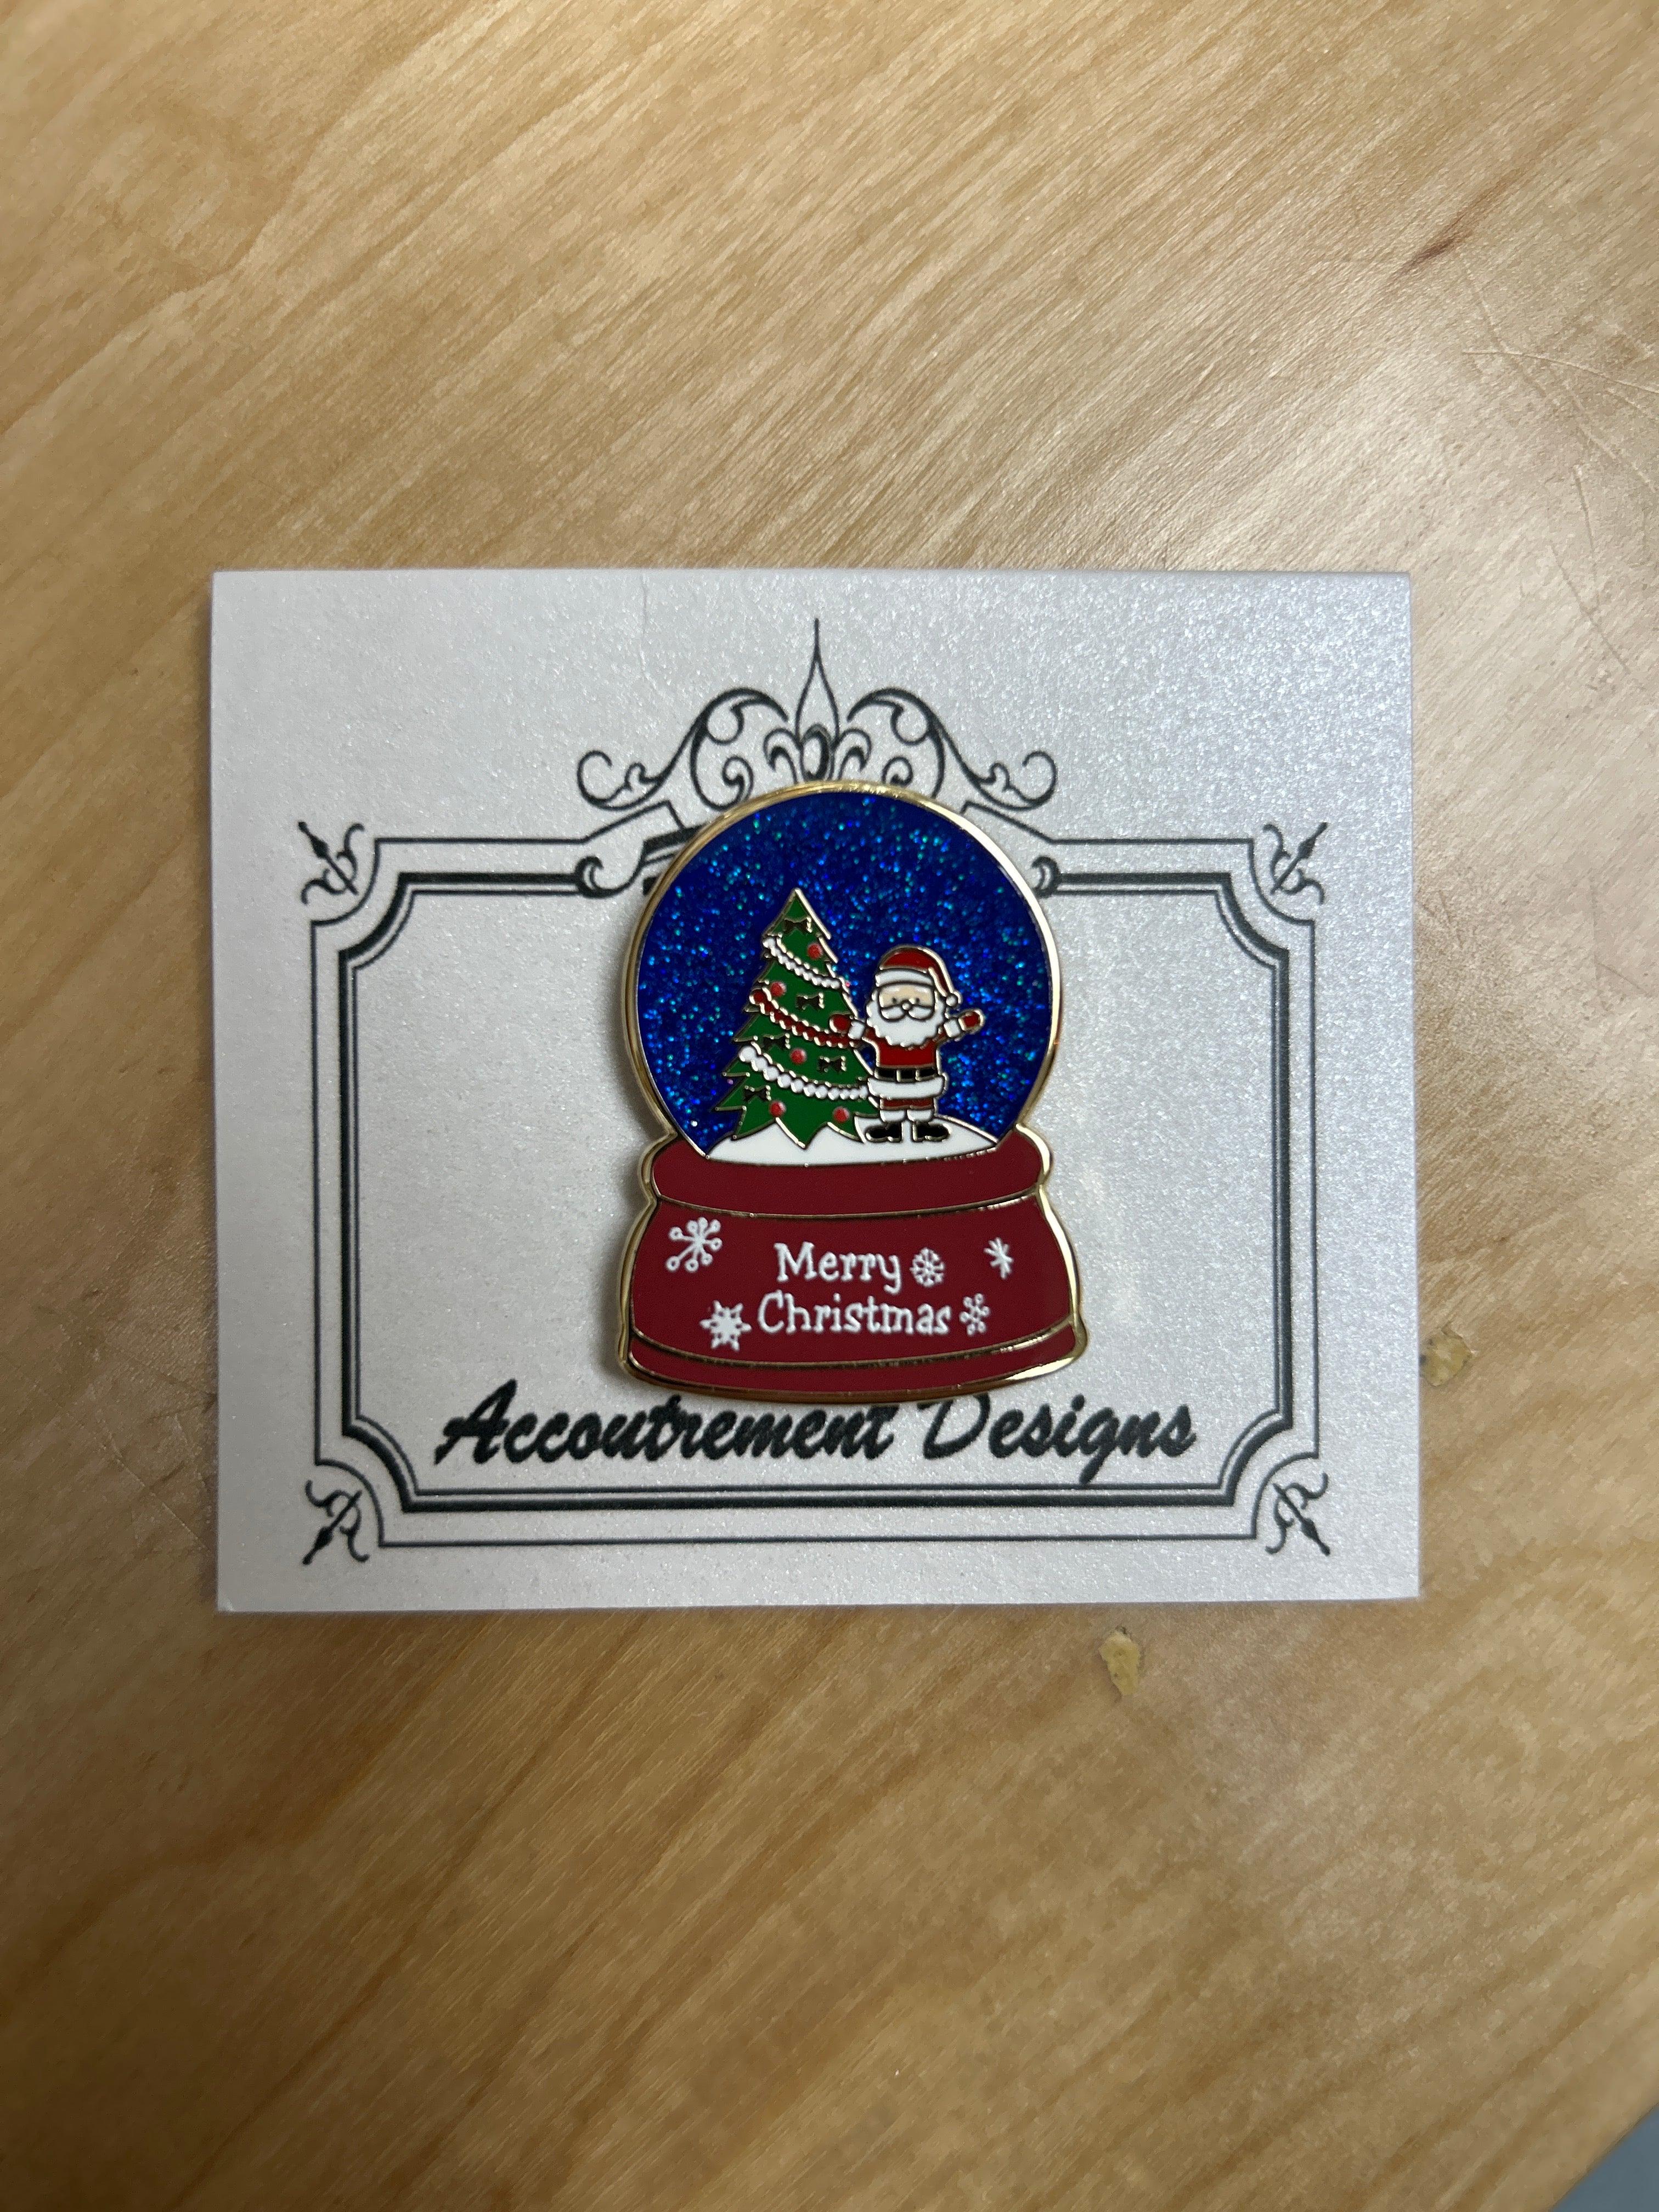 Merry
Christmas
Accoutrement Designs